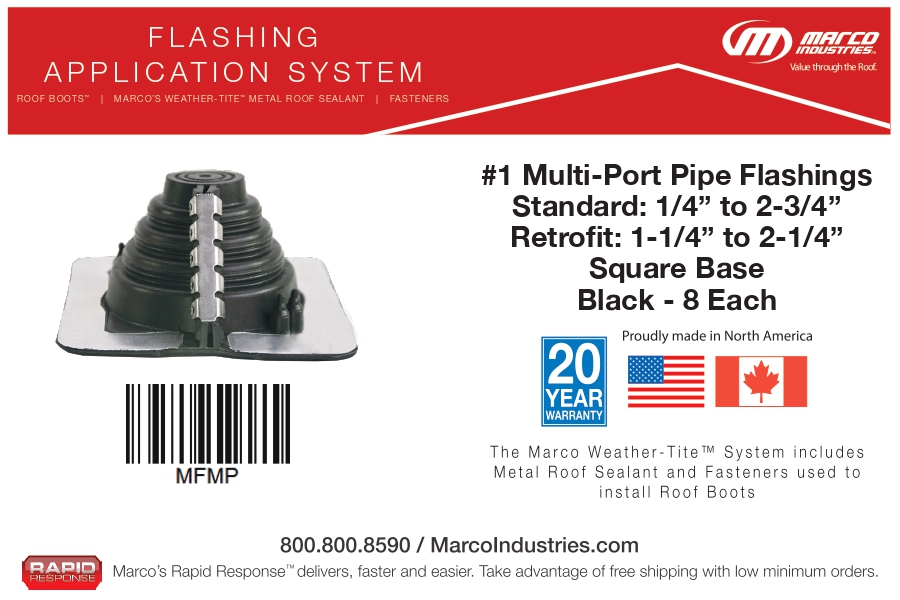 FLASHING
APPLICATION SYSTEM
ROOF BOOTS™ | MARCO'S WEATHER-TITE™ METAL ROOF SEALANT | FASTENERS
MARCO
INDUSTRIES™
Value through the Roof.
#1 Multi-Port Pipe Flashings
Standard: 1/4” to 2-3/4”
Retrofit: 1-1/4” to 2-1/4”
Square Base
Black - 8 Each
20
YEAR
WARRANTY
Proudly made in North America
MFMP
The Marco Weather-Tite™ System includes
Metal Roof Sealant and Fasteners used to
install Roof Boots
800.800.8590 / MarcoIndustries.com
RAPID
RESPONSE
Marco’s Rapid Response™ delivers, faster and easier. Take advantage of free shipping with low minimum orders.